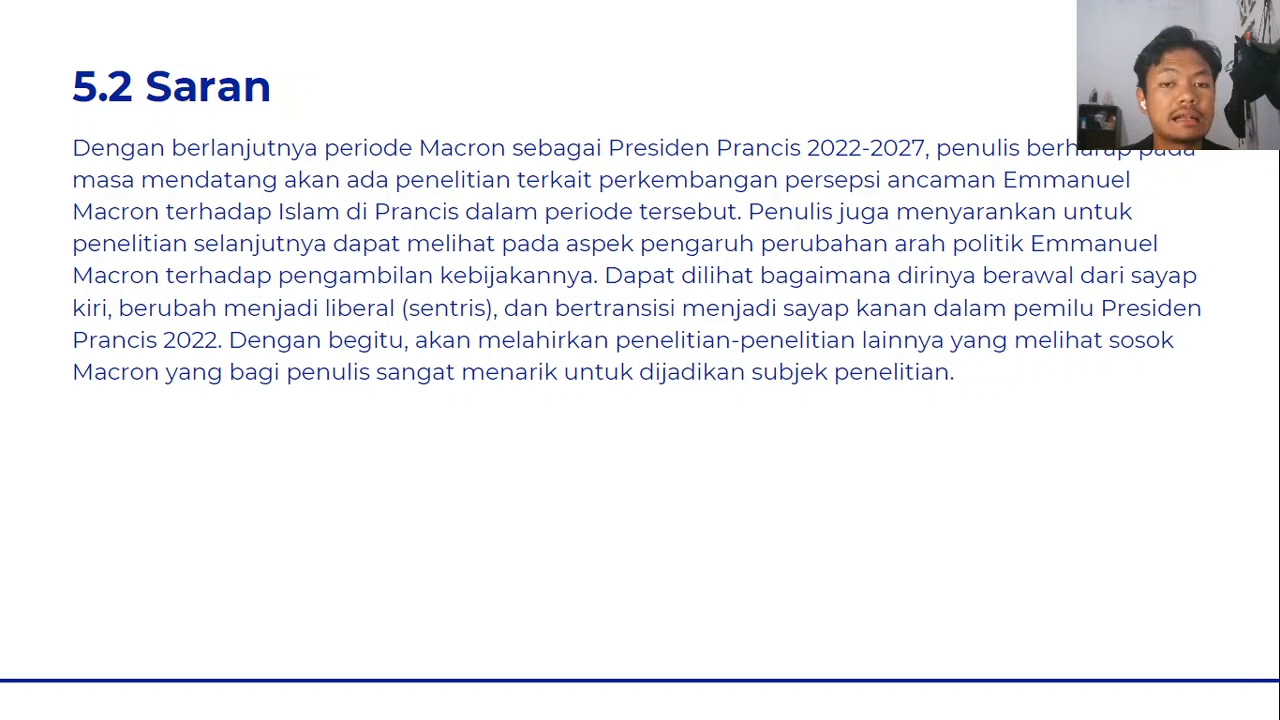 5.2 Saran
Dengan berlanjutnya periode Macron sebagai Presiden Prancis 2022-2027, penulis berharap pada
masa mendatang akan ada penelitian terkait perkembangan persepsi ancaman Emmanuel
Macron terhadap Islam di Prancis dalam periode tersebut. Penulis juga menyarankan untuk
penelitian selanjutnya dapat melihat pada aspek pengaruh perubahan arah politik Emmanuel
Macron terhadap pengambilan kebijakannya. Dapat dilihat bagaimana dirinya berawal dari sayap
kiri, berubah menjadi liberal (sentris), dan bertransisi menjadi sayap kanan dalam pemilu Presiden
Prancis 2022. Dengan begitu, akan melahirkan penelitian-penelitian lainnya yang melihat sosok
Macron yang bagi penulis sangat menarik untuk dijadikan subjek penelitian.